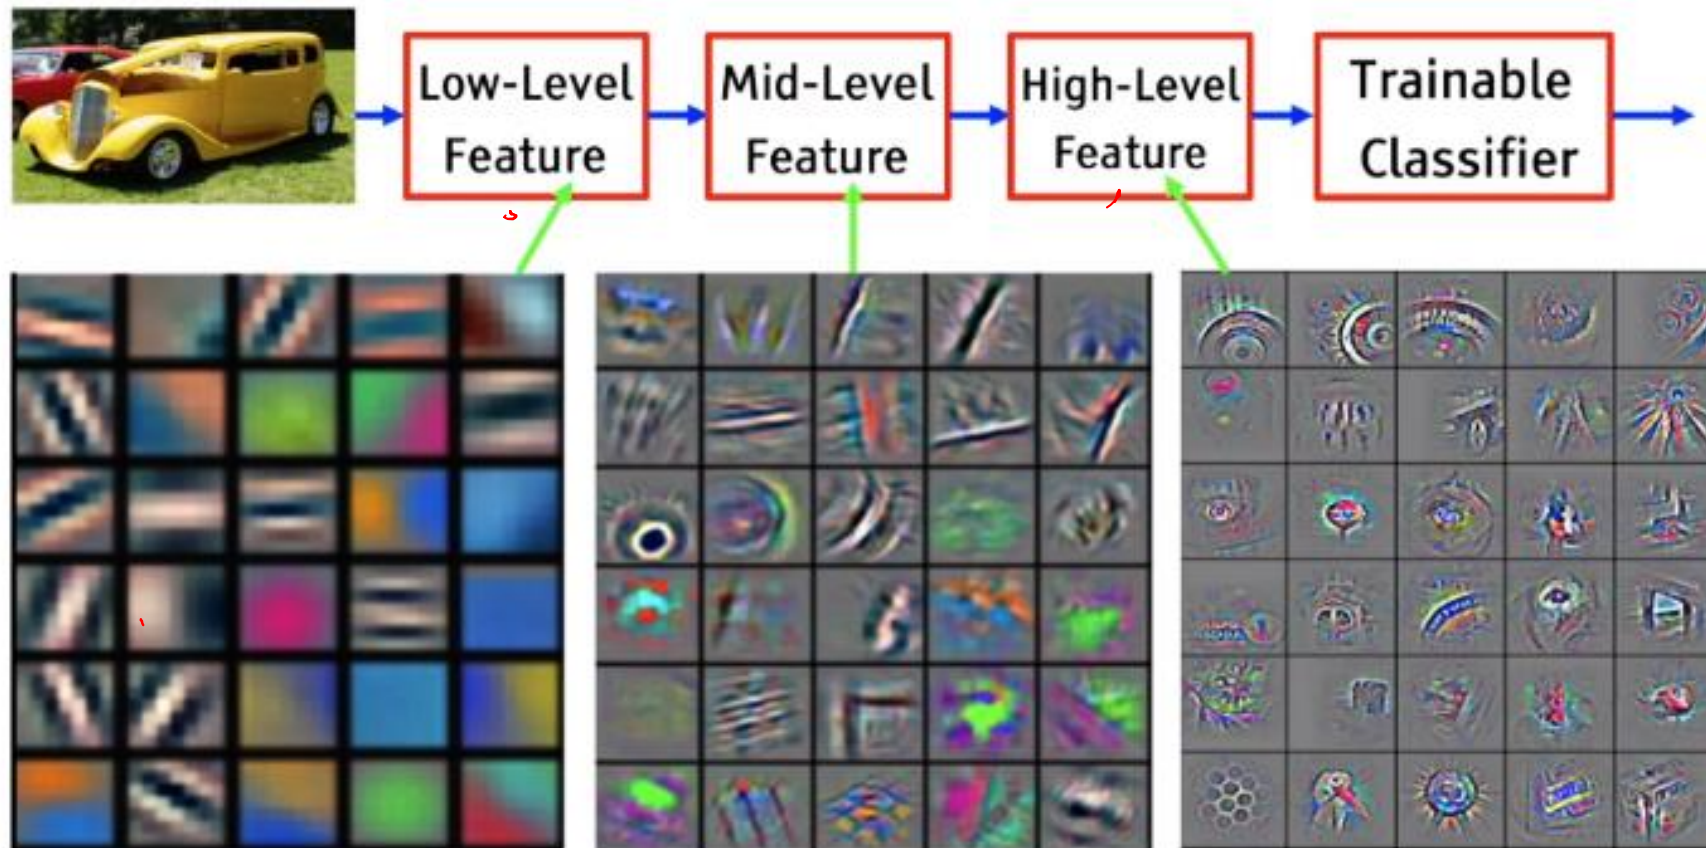 Low-Level
Feature
Mid-Level
Feature
High-Level
Feature
Trainable
Classifier